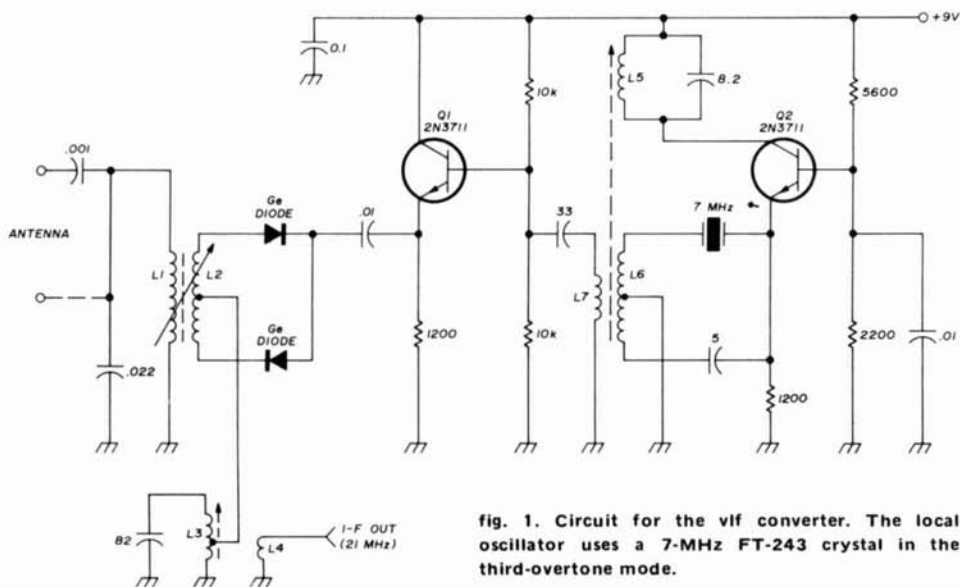 +9V
0.1
L5
8.2
10k
5600
Q1
2N3711
Q2
2N3711
.001
Ge
DIODE
.01
33
7 MHz
ANTENNA
L1
L2
L7
L6
Ge
DIODE
1200
10k
5
2200
.01
.022
1200
82
L3
L4
I-F OUT
(21 MHz)
fig. 1. Circuit for the vlf converter. The local
oscillator uses a 7-MHz FT-243 crystal in the
third-overtone mode.